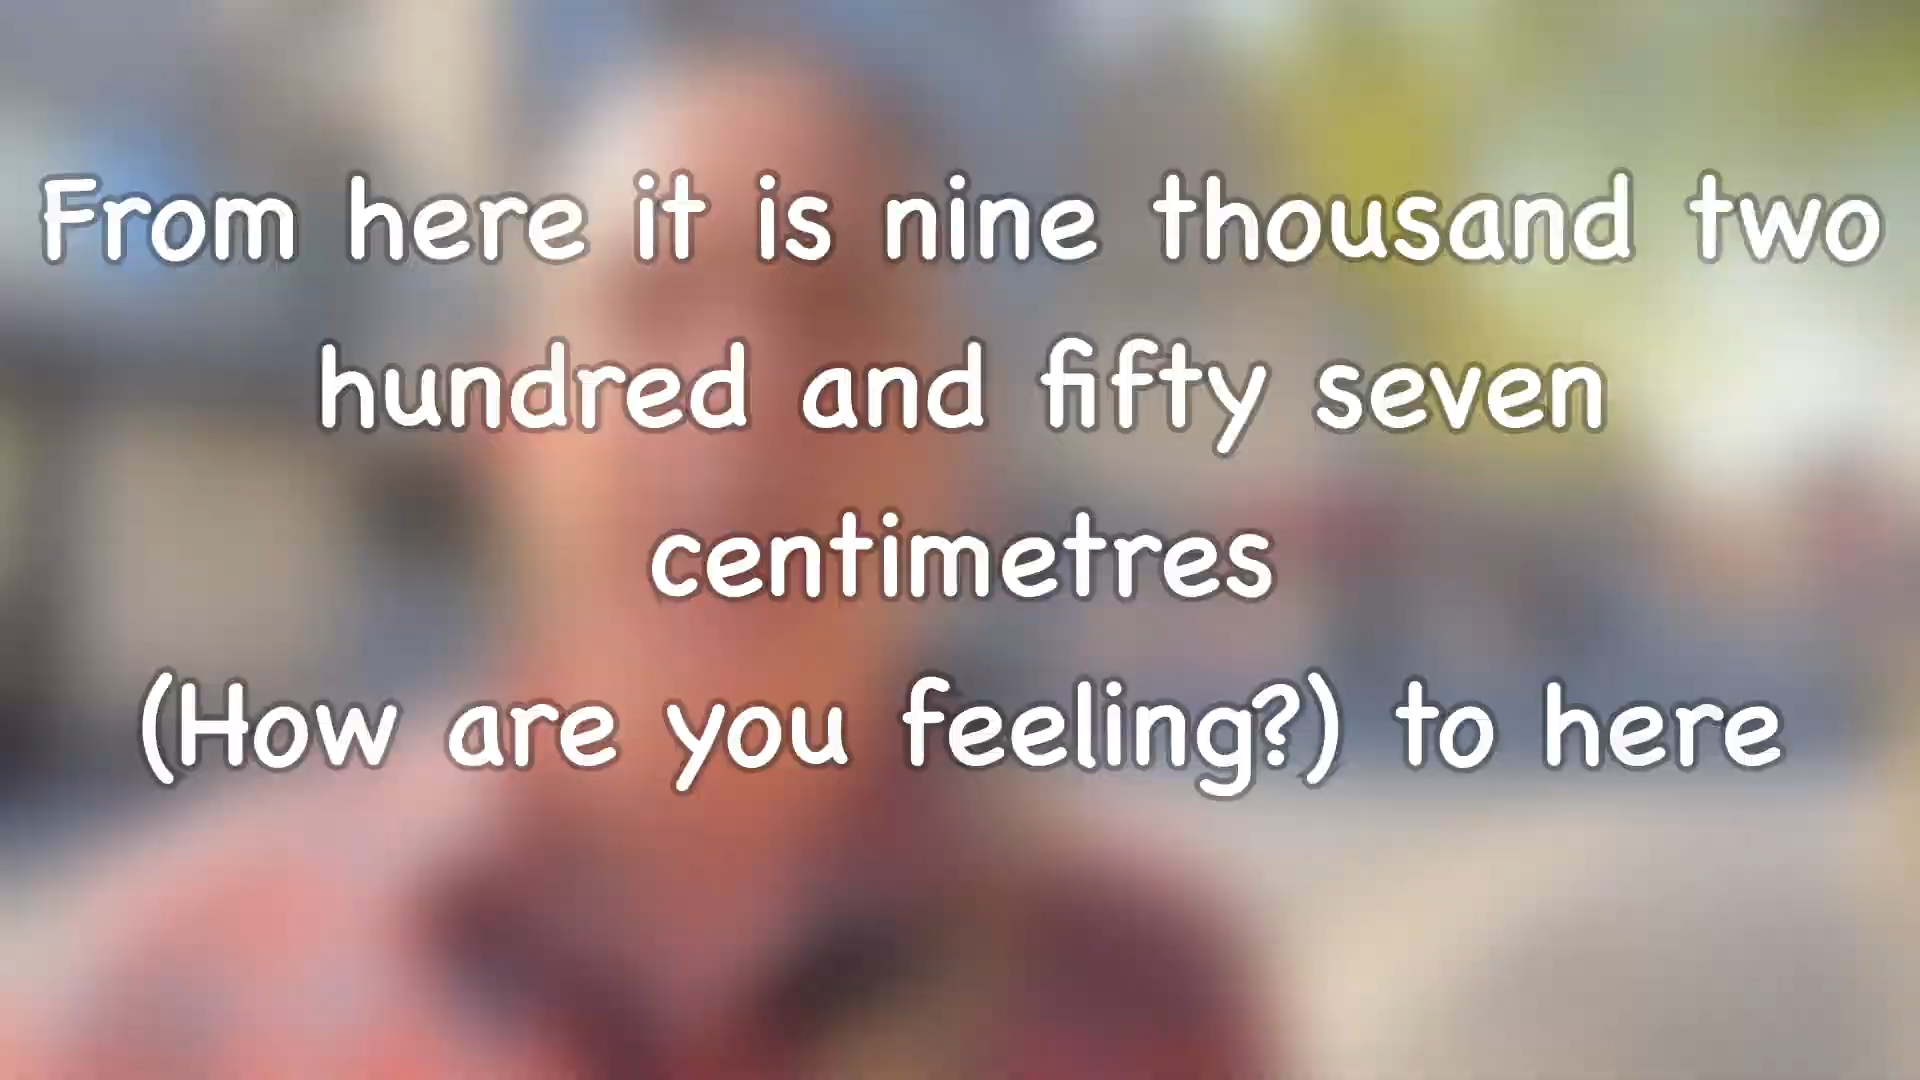 From here it is nine thousand two
hundred and fifty seven
centimetres
(How are you feeling?) to here